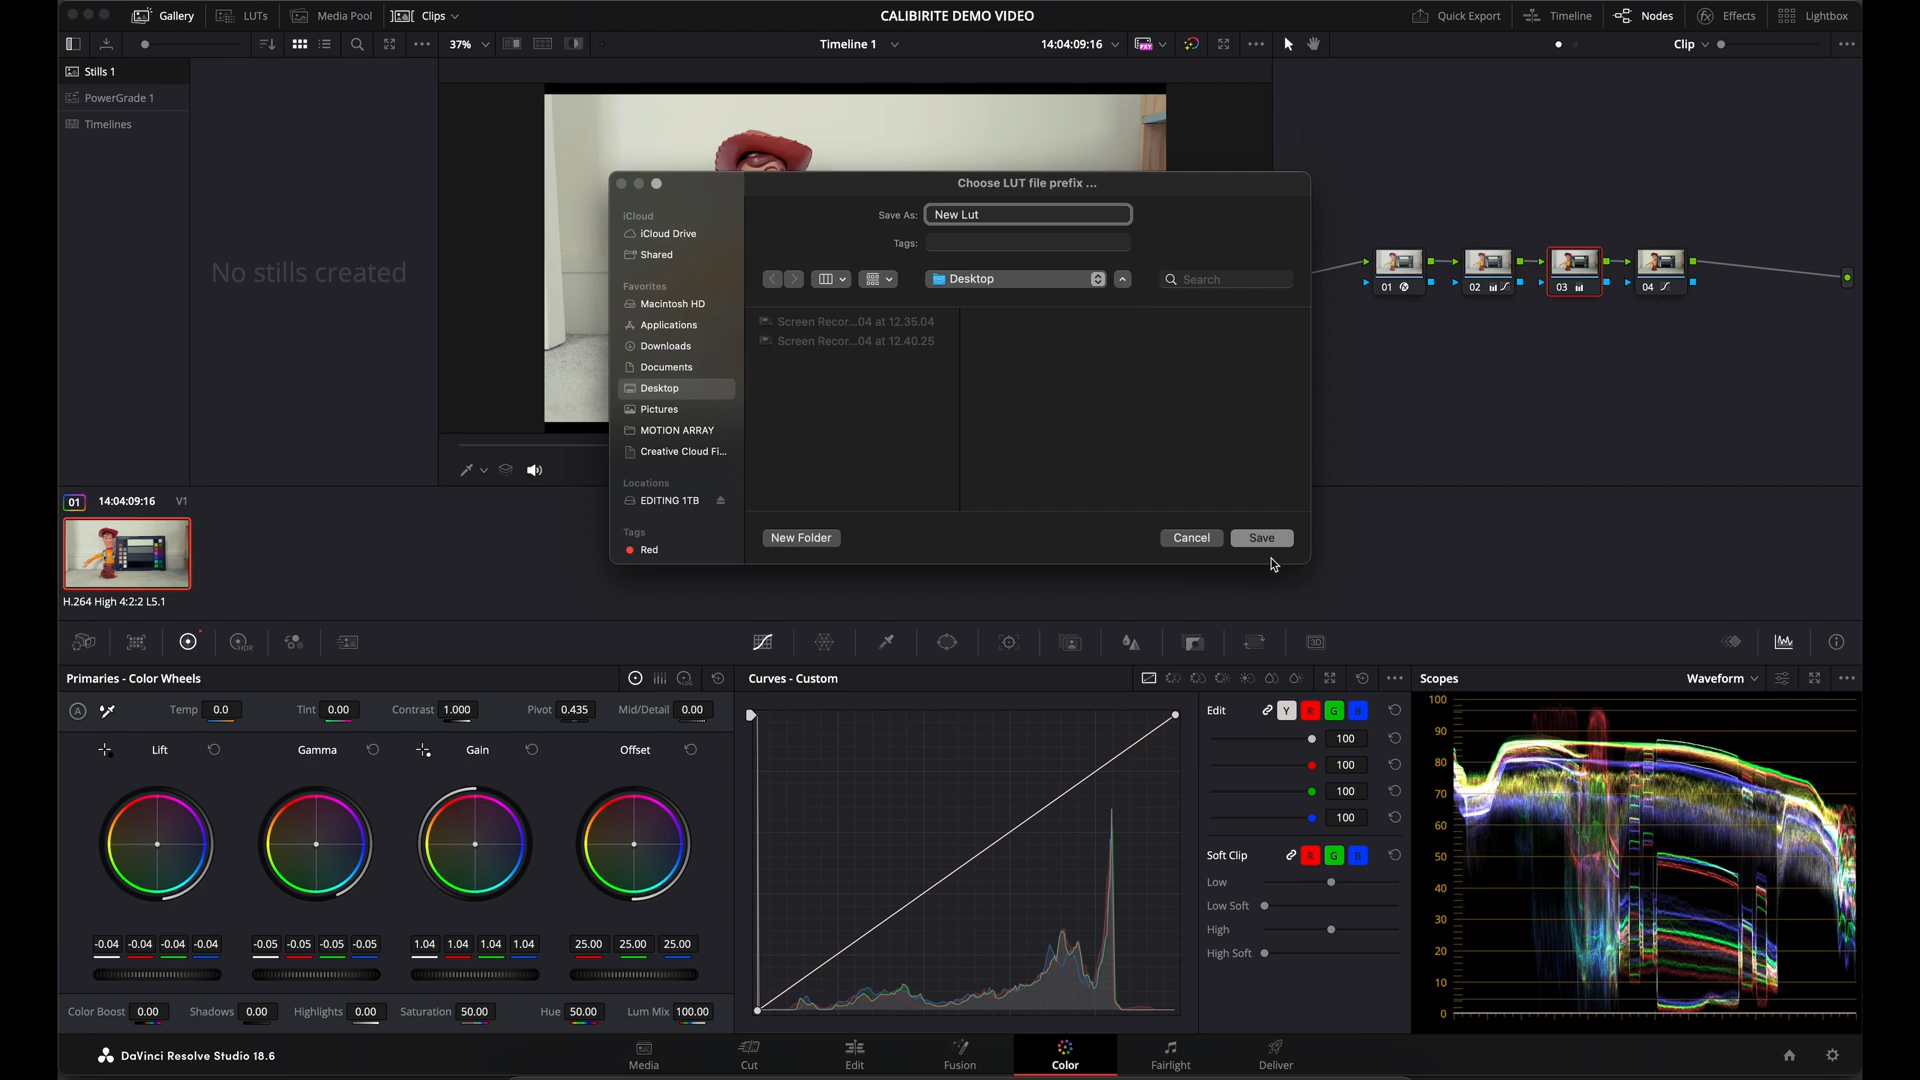 Gallery
LUTs
Media Pool
Clips
CALIBIRITE DEMO VIDEO
Quick Export
Timeline
Nodes
Effects
Lightbox
37%
Timeline 1
14:04:09:16
Clip
Stills 1
PowerGrade 1
Timelines
No stills created
Choose LUT file prefix ...
Save As:
New Lut
Tags:
Desktop
Search
iCloud
iCloud Drive
Shared
Favorites
Macintosh HD
Applications
Downloads
Documents
Desktop
Pictures
MOTION ARRAY
Creative Cloud Fi...
Locations
EDITING 1TB
Tags
Red
Screen Recor...04 at 12.35.04
Screen Recor...04 at 12.40.25
New Folder
Cancel
Save
01
02
03
04
01 14:04:09:16 V1
H.264 High 4:2:2 L5.1
HDR
3D
Primaries - Color Wheels
A
Temp 0.0
Tint 0.00
Contrast 1.000
Pivot 0.435
Mid/Detail 0.00
Lift
Gamma
Gain
Offset
-0.04 -0.04 -0.04 -0.04
-0.05 -0.05 -0.05 -0.05
1.04 1.04 1.04 1.04
25.00 25.00 25.00
Color Boost 0.00
Shadows 0.00
Highlights 0.00
Saturation 50.00
Hue 50.00
Lum Mix 100.00
Curves - Custom
Edit Y R G B
100
100
100
100
Soft Clip R G B
Low
Low Soft
High
High Soft
Scopes
Waveform
100
90
80
70
60
50
40
30
20
10
0
DaVinci Resolve Studio 18.6
Media
Cut
Edit
Fusion
Color
Fairlight
Deliver